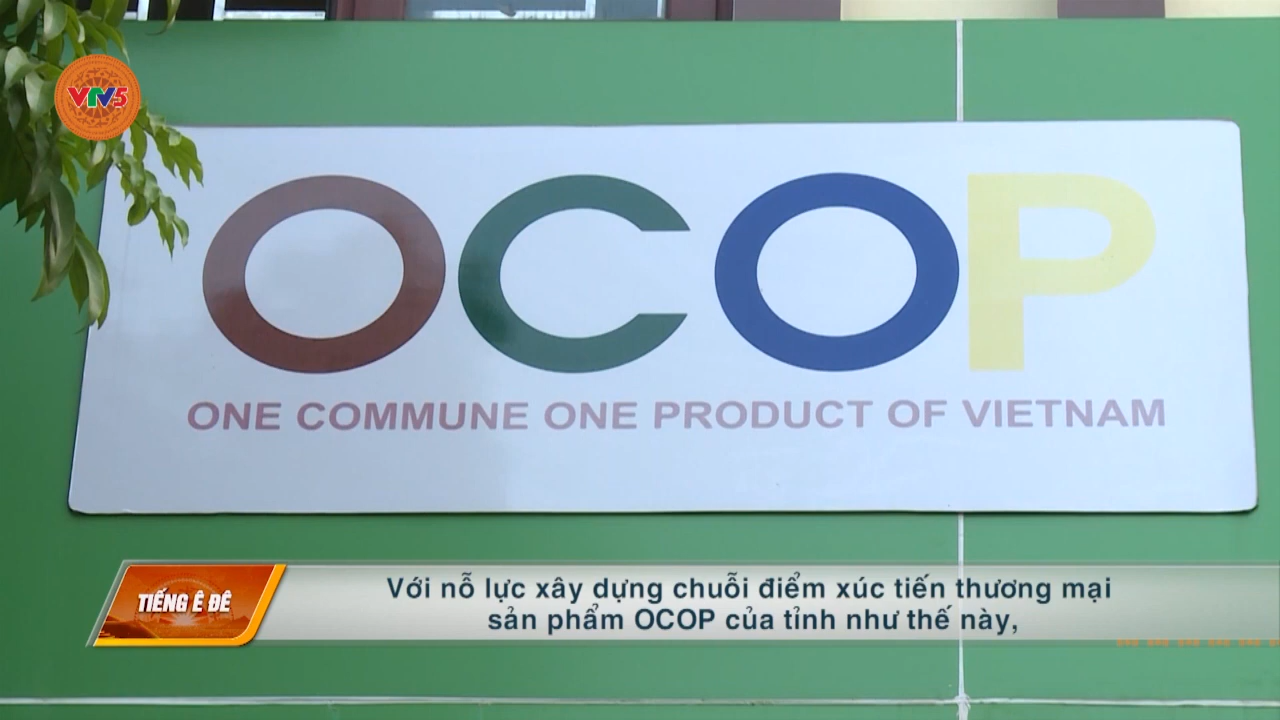 VTV5
OCOP
ONE COMMUNE ONE PRODUCT OF VIETNAM
TIẾNG Ê ĐÊ
Với nỗ lực xây dựng chuỗi điểm xúc tiến thương mại
sản phẩm OCOP của tỉnh như thế này,